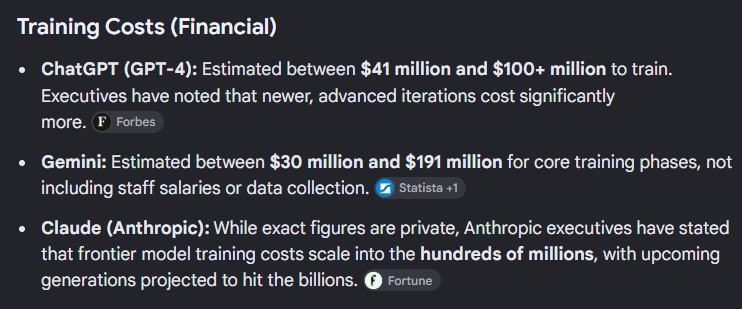 Training Costs (Financial)
• ChatGPT (GPT-4): Estimated between $41 million and $100+ million to train.
Executives have noted that newer, advanced iterations cost significantly
more. F Forbes
• Gemini: Estimated between $30 million and $191 million for core training phases, not
including staff salaries or data collection. Statista +1
• Claude (Anthropic): While exact figures are private, Anthropic executives have stated
that frontier model training costs scale into the hundreds of millions, with upcoming
generations projected to hit the billions. f Fortune